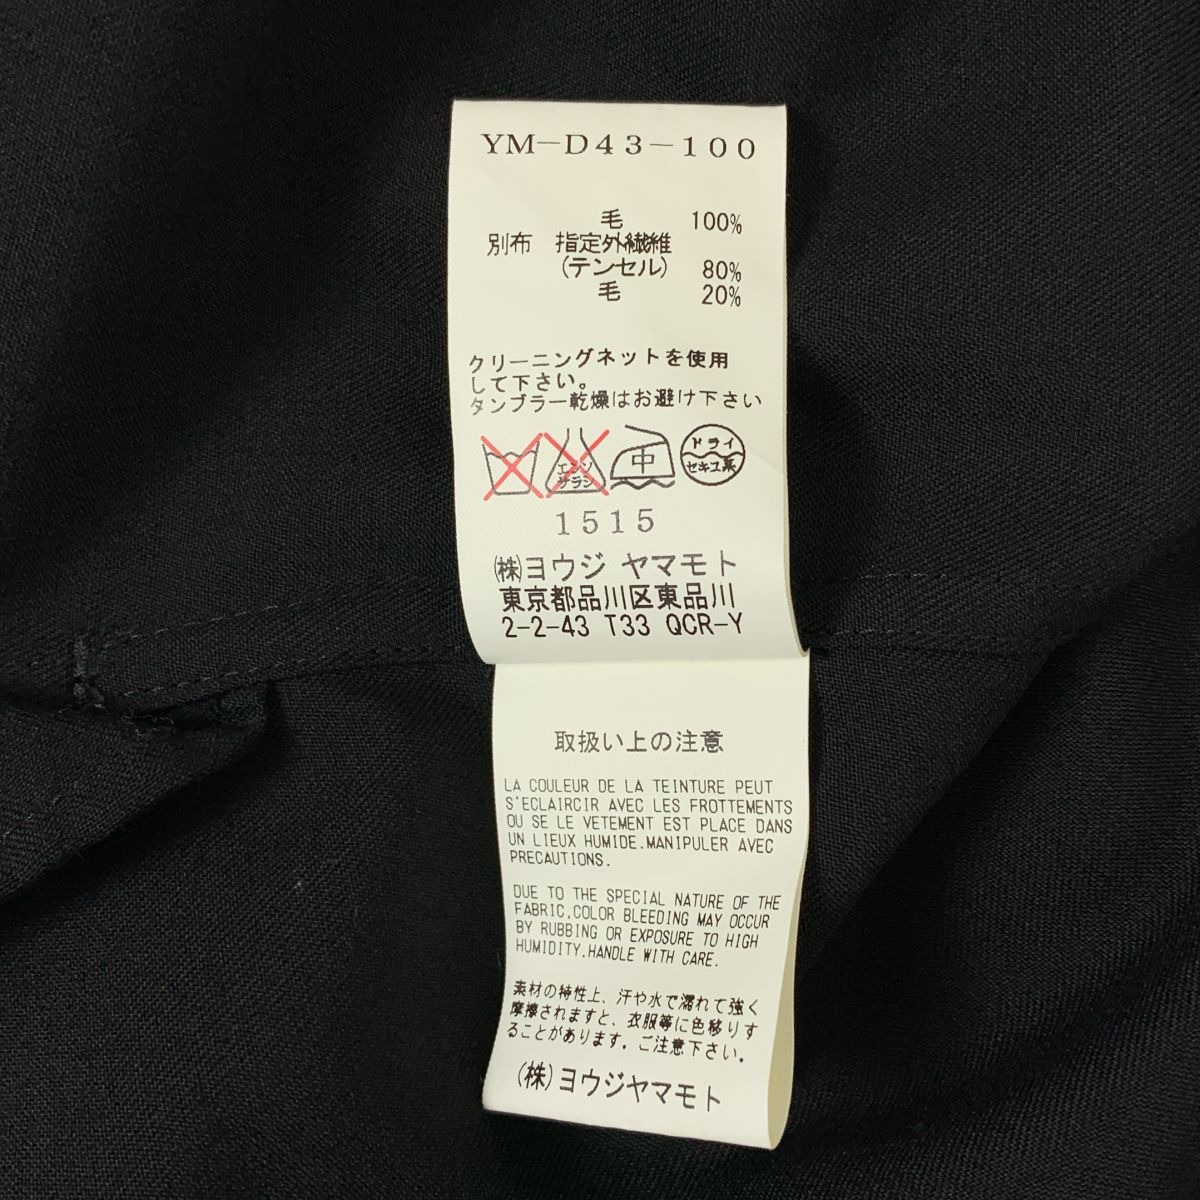 YM－D43－100
毛 100%
別布 指定外繊維
(テンセル) 80%
毛 20%
クリーニングネットを使用
して下さい。
タンブラー乾燥はお避け下さい
エンソ
サラシ
中
ドライ
セキユ系
1515
㈱ヨウジ ヤマモト
東京都品川区東品川
2-2-43 T33 QCR-Y
取扱い上の注意
LA COULEUR DE LA TEINTURE PEUT
S'ECLAIRCIR AVEC LES FROTTEMENTS
OU SE LE VETEMENT EST PLACE DANS
UN LIEUX HUMIDE.MANIPULER AVEC
PRECAUTIONS.
DUE TO THE SPECIAL NATURE OF THE
FABRIC,COLOR BLEEDING MAY OCCUR
BY RUBBING OR EXPOSURE TO HIGH
HUMIDITY.HANDLE WITH CARE.
素材の特性上、汗や水で濡れて強く
摩擦されますと、衣服等に色移りす
ることがあります。ご注意下さい。
(株)ヨウジヤマモト